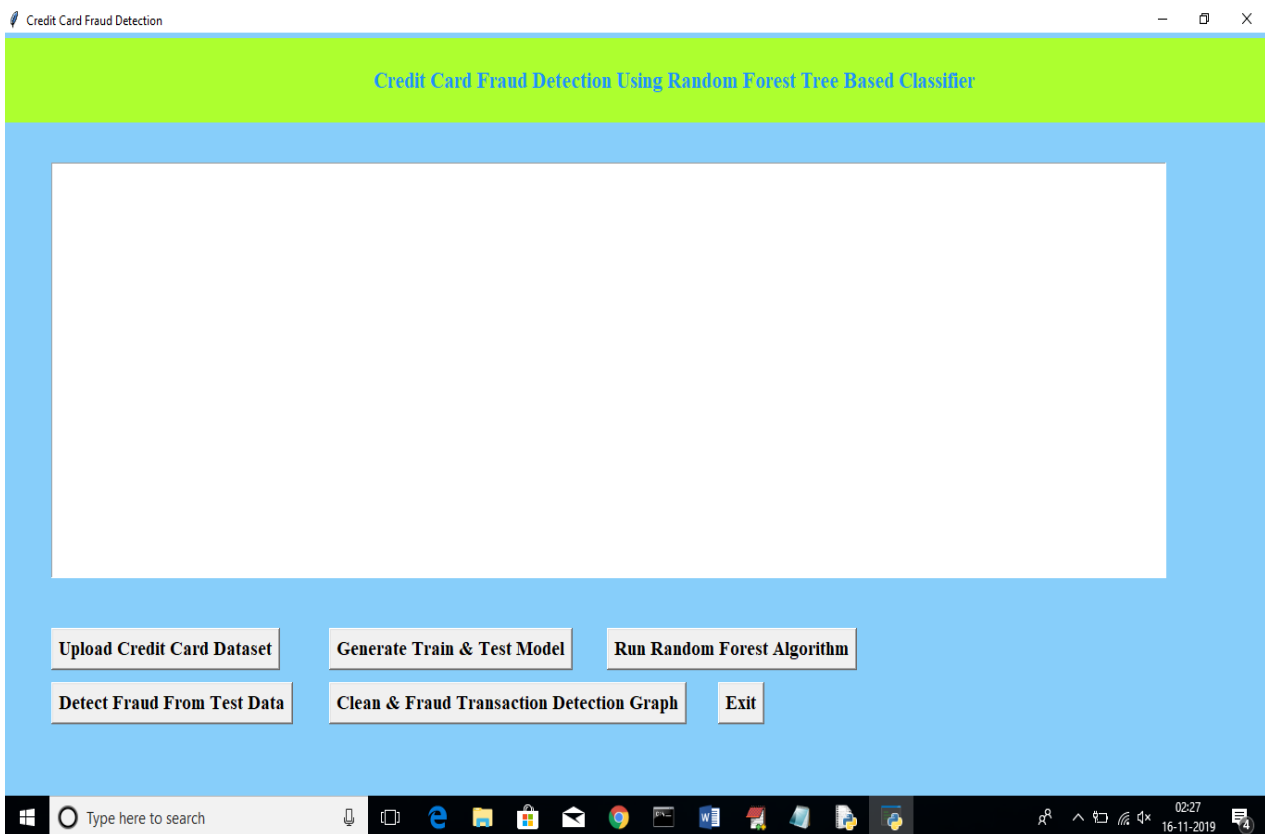 Credit Card Fraud Detection
Credit Card Fraud Detection Using Random Forest Tree Based Classifier
Upload Credit Card Dataset
Generate Train & Test Model
Run Random Forest Algorithm
Detect Fraud From Test Data
Clean & Fraud Transaction Detection Graph
Exit
Type here to search
02:27
16-11-2019
4